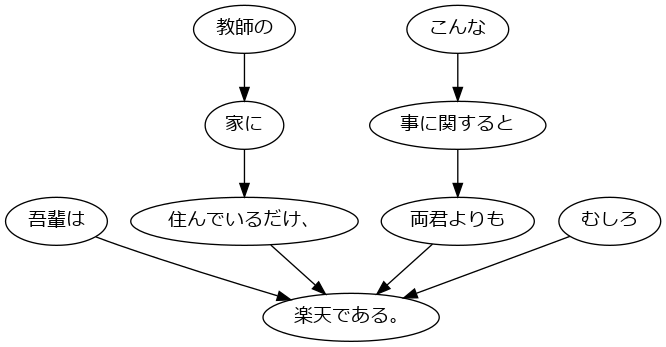 教師の
こんな
家に
事に関すると
吾輩は
住んでいるだけ、
両君よりも
むしろ
楽天である。